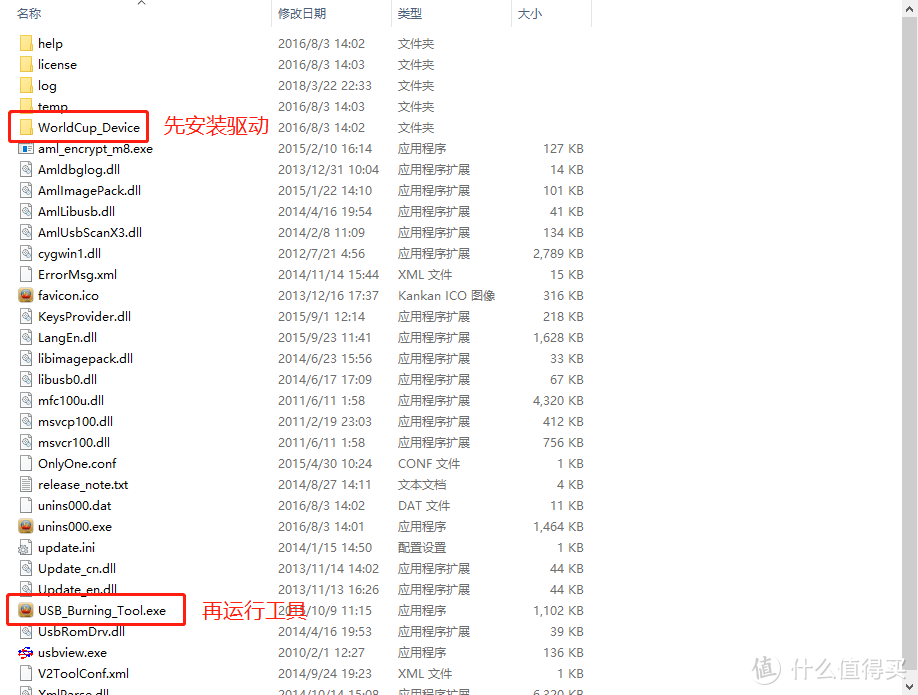 名称 修改日期 类型 大小
help 2016/8/3 14:02 文件夹
license 2016/8/3 14:03 文件夹
log 2018/3/22 22:33 文件夹
temp 2016/8/3 14:03 文件夹
WorldCup_Device 先安装驱动 2016/8/3 14:02 文件夹
aml_encrypt_m8.exe 2015/2/10 16:14 应用程序 127 KB
Amldbglog.dll 2013/12/31 10:04 应用程序扩展 14 KB
AmlImagePack.dll 2015/1/22 14:10 应用程序扩展 101 KB
AmlLibusb.dll 2014/4/16 19:54 应用程序扩展 41 KB
AmlUsbScanX3.dll 2014/2/8 11:09 应用程序扩展 134 KB
cygwin1.dll 2012/7/21 4:56 应用程序扩展 2,789 KB
ErrorMsg.xml 2014/11/14 15:44 XML 文件 15 KB
favicon.ico 2013/12/16 17:37 Kankan ICO 图像 316 KB
KeysProvider.dll 2015/9/1 12:14 应用程序扩展 218 KB
LangEn.dll 2015/9/23 11:41 应用程序扩展 1,628 KB
libimagepack.dll 2014/6/23 15:56 应用程序扩展 33 KB
libusb0.dll 2014/6/17 17:09 应用程序扩展 67 KB
mfc100u.dll 2011/6/11 1:58 应用程序扩展 4,320 KB
msvcp100.dll 2011/2/19 23:03 应用程序扩展 412 KB
msvcr100.dll 2011/6/11 1:58 应用程序扩展 756 KB
OnlyOne.conf 2015/4/30 10:24 CONF 文件 1 KB
release_note.txt 2014/8/27 14:11 文本文档 4 KB
unins000.dat 2016/8/3 14:02 DAT 文件 11 KB
unins000.exe 2016/8/3 14:01 应用程序 1,464 KB
update.ini 2014/1/15 14:50 配置设置 1 KB
Update_cn.dll 2013/11/14 14:02 应用程序扩展 44 KB
Update_en.dll 2013/11/13 16:26 应用程序扩展 44 KB
USB_Burning_Tool.exe 再运行工具 /10/9 11:15 应用程序 1,102 KB
UsbRomDrv.dll 2014/4/16 19:53 应用程序扩展 39 KB
usbview.exe 2010/2/1 12:27 应用程序 136 KB
V2ToolConf.xml 2014/9/24 19:23 XML 文件 1 KB
XmlParse.dll 2014/10/14 15:08 应用程序扩展 6,320 KB
值 什么值得买